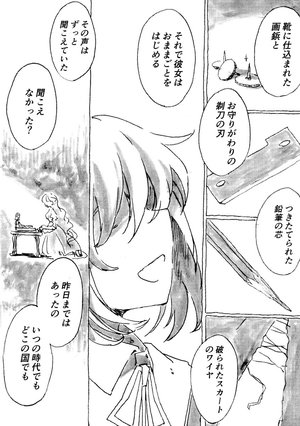 靴に仕込まれた
画鋲と
お守りがわりの
剃刀の刃
つきたてられた
鉛筆の芯
破られたスカート
のワイヤ
それで彼女は
おままごとを
はじめる
その声は
ずっと
聞こえていた
聞こえ
なかった？
昨日までは
あったの
いつの時代でも
どこの国でも